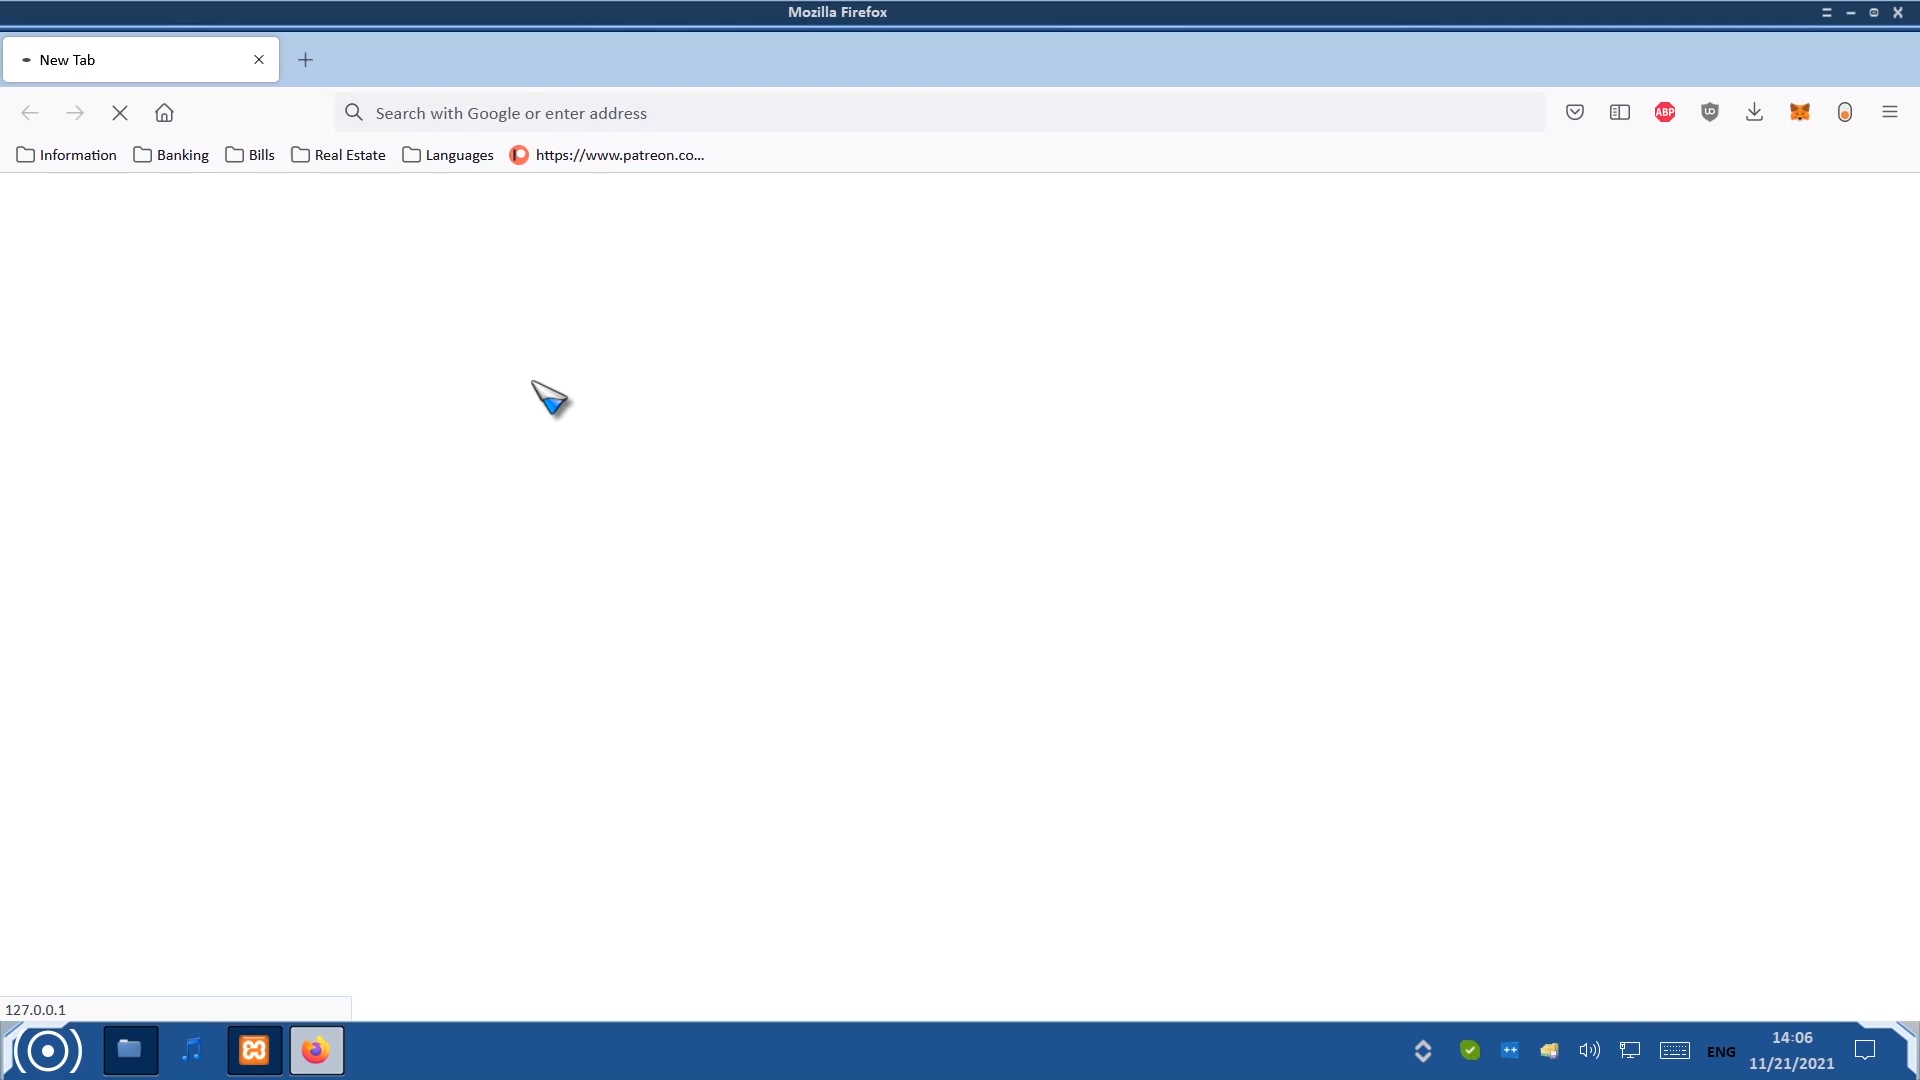 Mozilla Firefox
New Tab
Search with Google or enter address
ABP
Information Banking Bills Real Estate Languages https://www.patreon.co...
127.0.0.1
14:06
ENG
11/21/2021